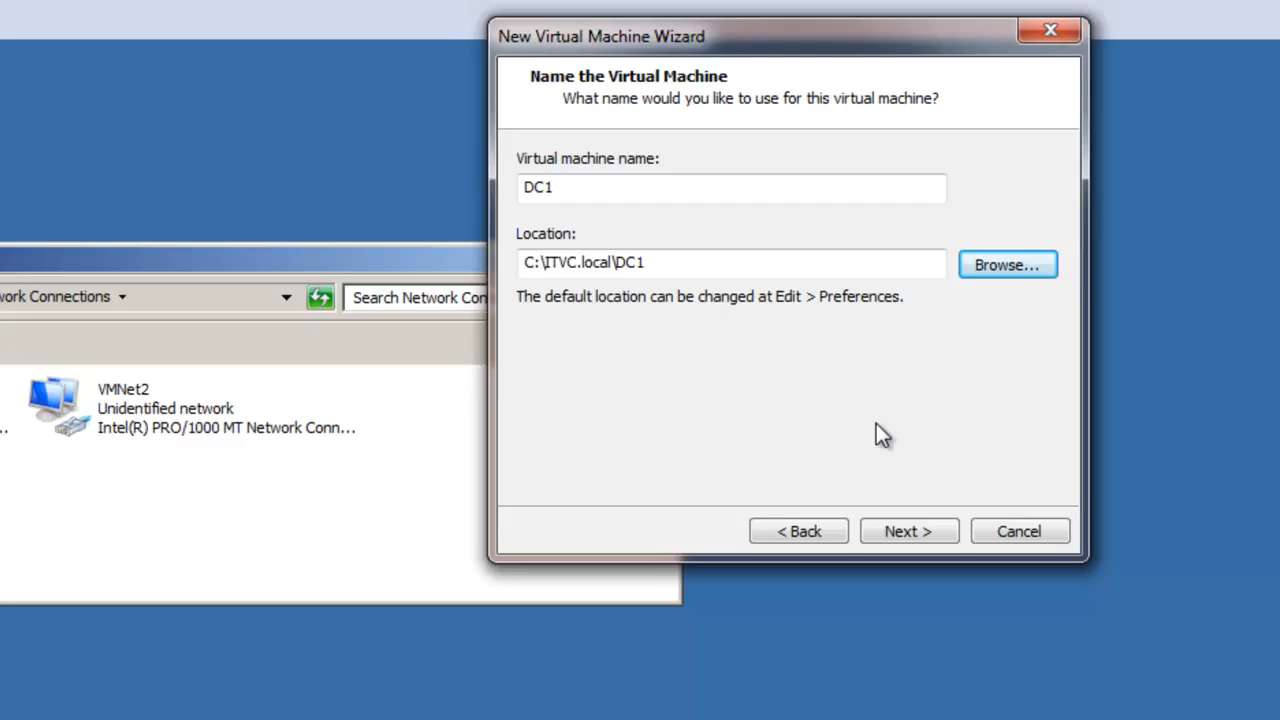 New Virtual Machine Wizard
Name the Virtual Machine
What name would you like to use for this virtual machine?
Virtual machine name:
DC1
Location:
C:\ITVC.local\DC1
Browse...
The default location can be changed at Edit > Preferences.
< Back
Next >
Cancel
work Connections
Search Network Con
VMNet2
Unidentified network
Intel(R) PRO/1000 MT Network Conn...
..